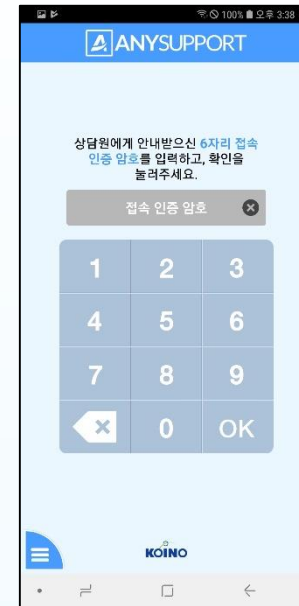 100% 오후 3:38
ANYSUPPORT
상담원에게 안내받으신 6자리 접속
인증 암호를 입력하고, 확인을
눌러주세요.
접속 인증 암호
1 2 3
4 5 6
7 8 9
0 OK
KOINO